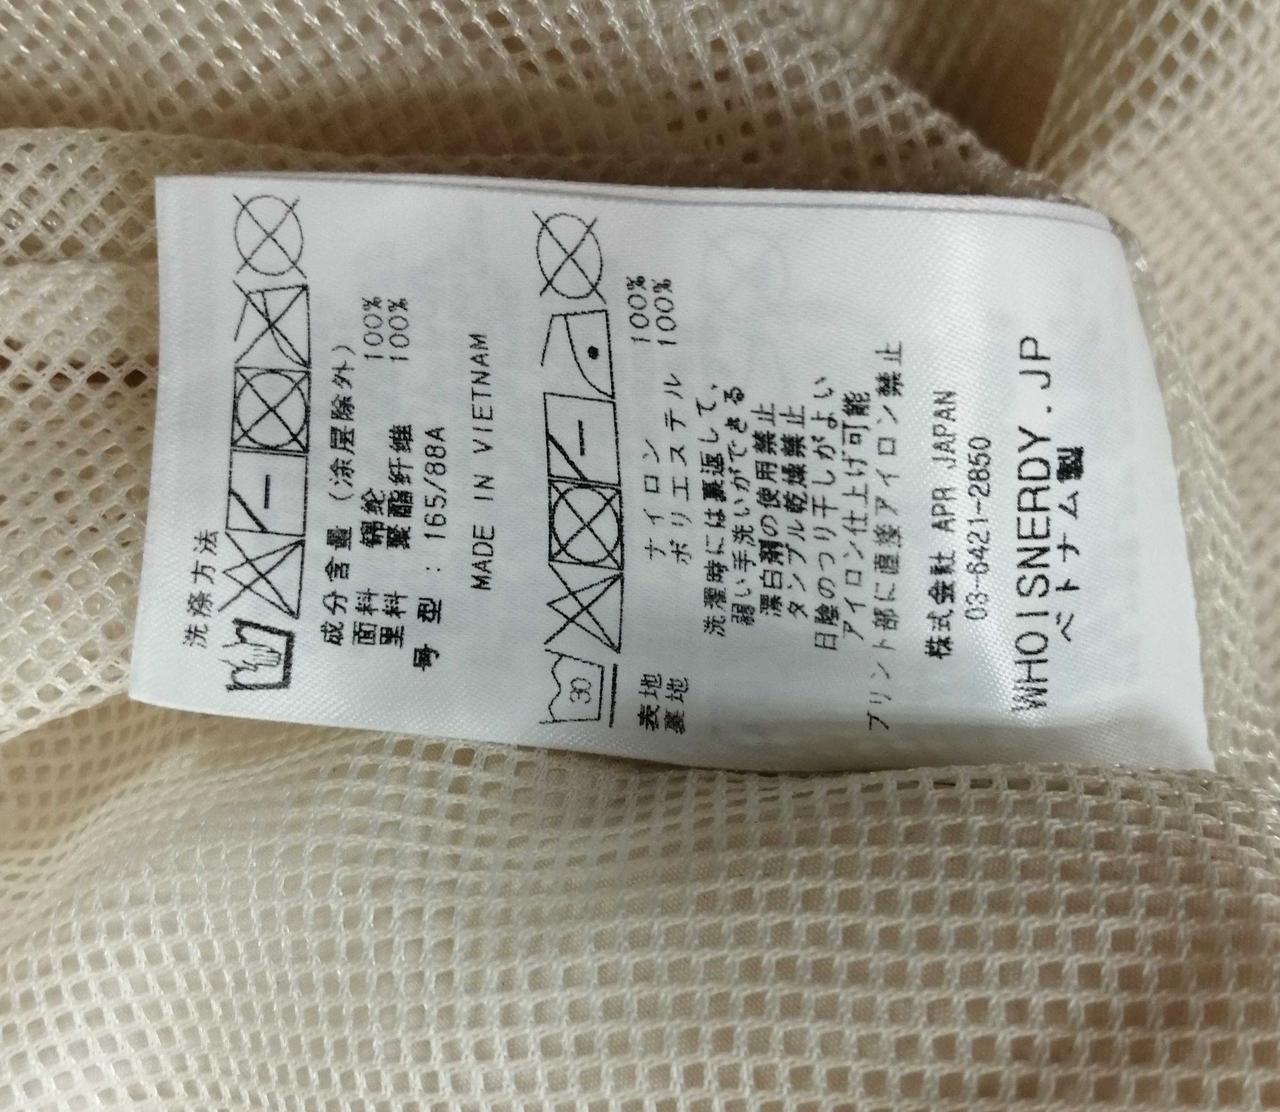 洗涤方法
成分含量（涂层除外）
面料 锦纶 100%
里料 聚酯纤维 100%
号 型 : 165/88A
MADE IN VIETNAM
30
表地 ナイロン 100%
裏地 ポリエステル 100%
洗濯時には裏返して、
弱い手洗いができる
漂白剤の使用禁止
タンブル乾燥禁止
日陰のつり干しがよい
アイロン仕上げ可能
プリント部に直接アイロン禁止
株式会社 APR JAPAN
03-6421-2850
WHOISNERDY.JP
ベトナム製